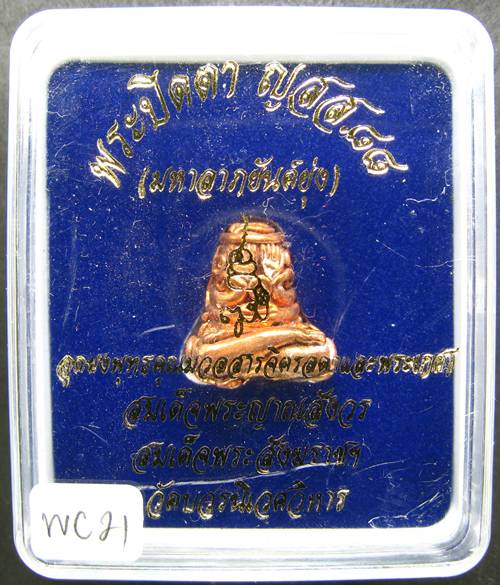 พระปิดตา ญสส.๘๘
(มหาลาภยันต์ยุ่ง)
สมเด็จพระญาณสังวร
สมเด็จพระสังฆราชฯ
วัดบวรนิเวศวิหาร
WC21